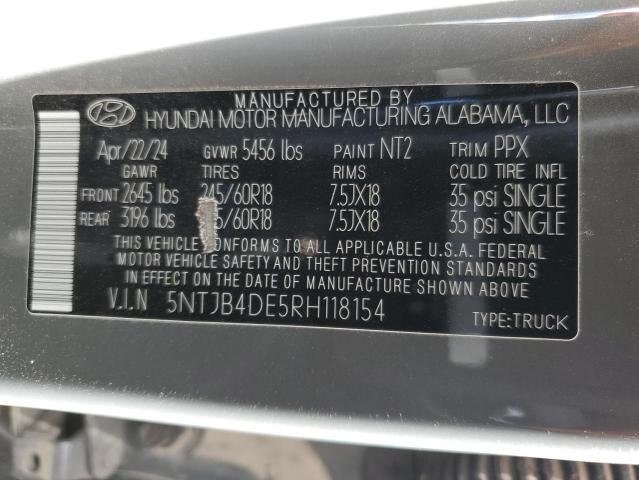 MANUFACTURED BY
HYUNDAI MOTOR MANUFACTURING ALABAMA, LLC
Apr/22/24 GVWR 5456 lbs PAINT NT2 TRIM PPX
GAWR TIRES RIMS COLD TIRE INFL
FRONT 2645 lbs 245/60R18 7.5JX18 35 psi SINGLE
REAR 3196 lbs /60R18 7.5JX18 35 psi SINGLE
THIS VEHICLE CONFORMS TO ALL APPLICABLE U.S.A. FEDERAL
MOTOR VEHICLE SAFETY AND THEFT PREVENTION STANDARDS
IN EFFECT ON THE DATE OF MANUFACTURE SHOWN ABOVE.
V.I.N 5NTJB4DE5RH118154
TYPE:TRUCK